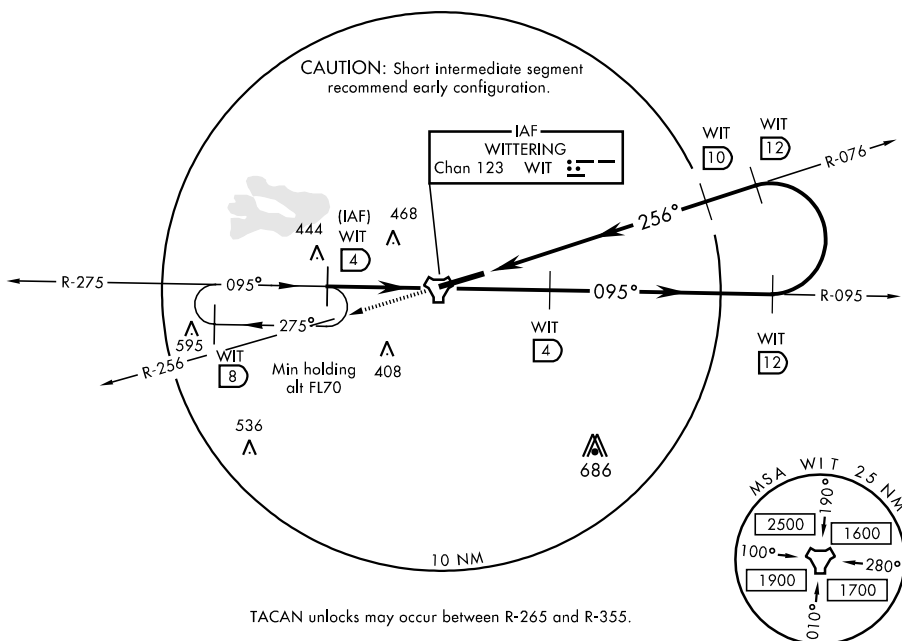 CAUTION: Short intermediate segment
recommend early configuration.
IAF
WITTERING
Chan 123 WIT
WIT
10
WIT
12
R-076
256°
(IAF)
WIT
4
444
468
R-275
095°
095°
R-095
275°
595
WIT
8
R-256
Min holding
alt FL70
408
WIT
4
WIT
12
536
686
10 NM
MSA WIT 25 NM
190°
2500
1600
100°
280°
1900
1700
010°
TACAN unlocks may occur between R-265 and R-355.